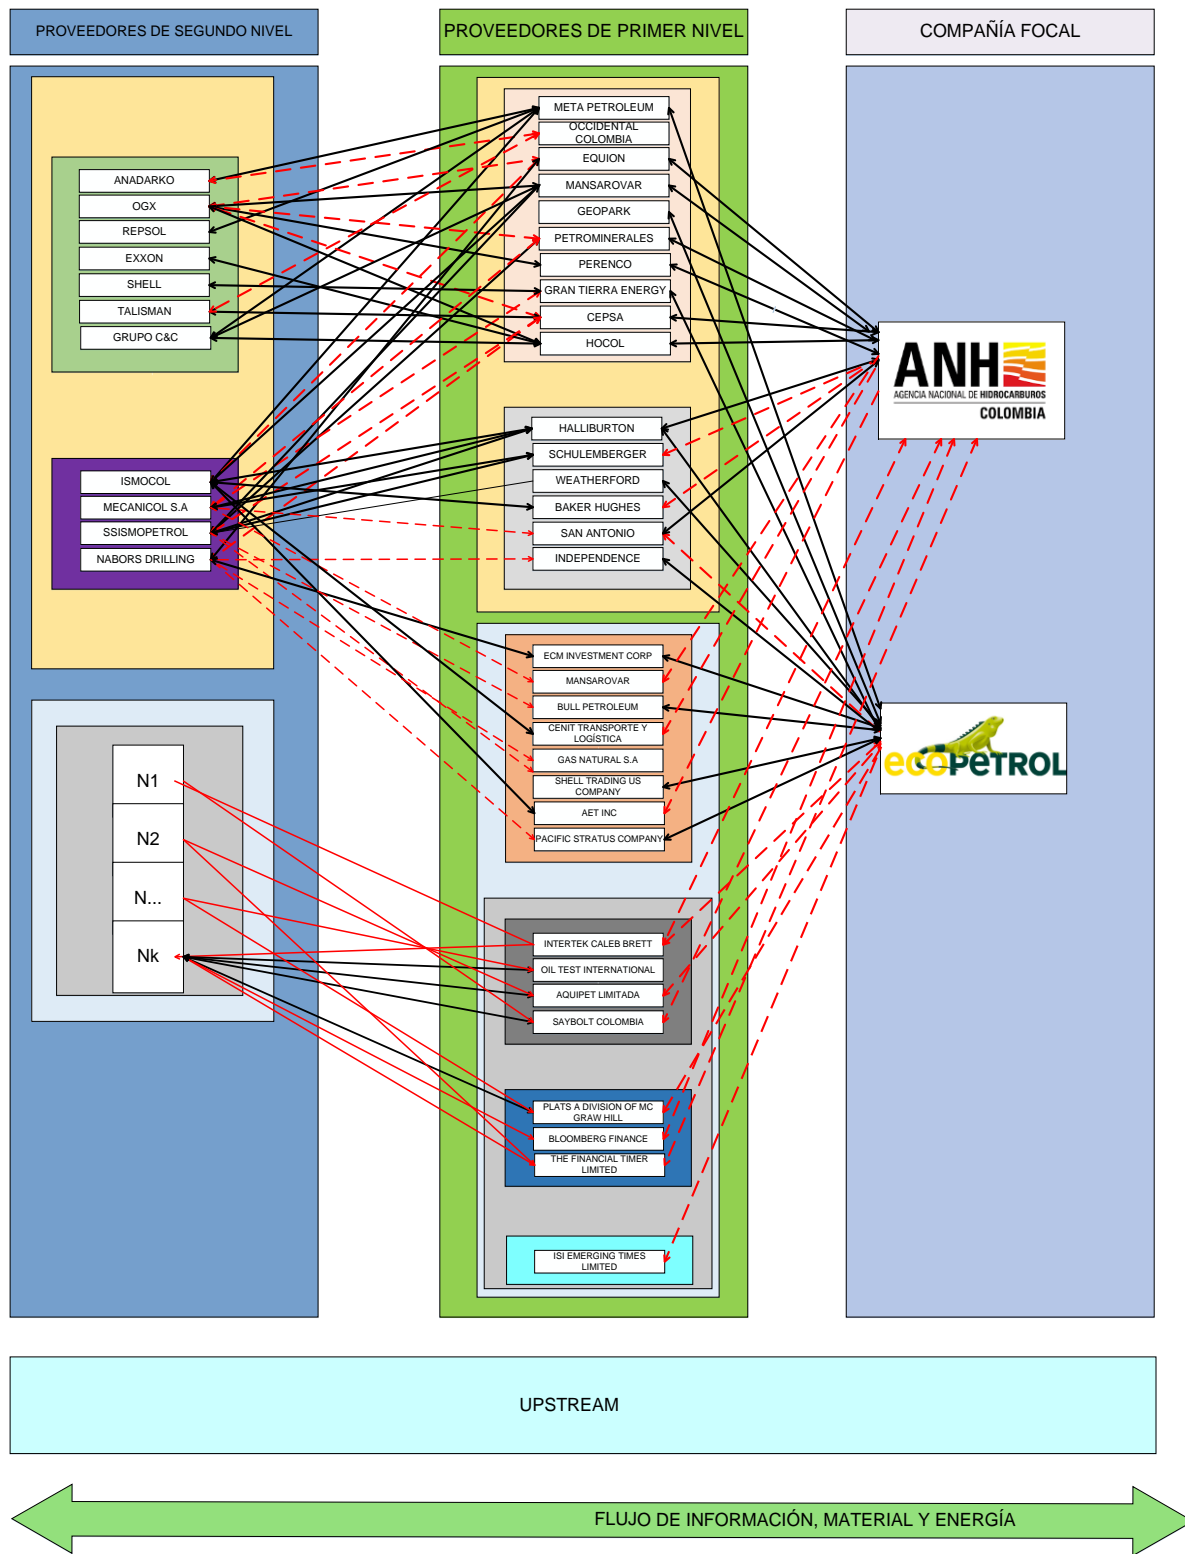 PROVEEDORES DE SEGUNDO NIVEL
PROVEEDORES DE PRIMER NIVEL
COMPAÑÍA FOCAL
ANADARKO
OGX
REPSOL
EXXON
SHELL
TALISMAN
GRUPO C&C
ISMOCOL
MECANICOL S.A
SSISMOPETROL
NABORS DRILLING
N1
N2
N...
Nk
META PETROLEUM
OCCIDENTAL
COLOMBIA
EQUION
MANSAROVAR
GEOPARK
PETROMINERALES
PERENCO
GRAN TIERRA ENERGY
CEPSA
HOCOL
HALLIBURTON
SCHULEMBERGER
WEATHERFORD
BAKER HUGHES
SAN ANTONIO
INDEPENDENCE
ECM INVESTMENT CORP
MANSAROVAR
BULL PETROLEUM
CENIT TRANSPORTE Y
LOGÍSTICA
GAS NATURAL S.A
SHELL TRADING US
COMPANY
AET INC
PACIFIC STRATUS COMPANY
INTERTEK CALEB BRETT
OIL TEST INTERNATIONAL
AQUIPET LIMITADA
SAYBOLT COLOMBIA
PLATS A DIVISION OF MC
GRAW HILL
BLOOMBERG FINANCE
THE FINANCIAL TIMER
LIMITED
ISI EMERGING TIMES
LIMITED
ANH
AGENCIA NACIONAL DE HIDROCARBUROS
COLOMBIA
ecoPETROL
UPSTREAM
FLUJO DE INFORMACIÓN, MATERIAL Y ENERGÍA